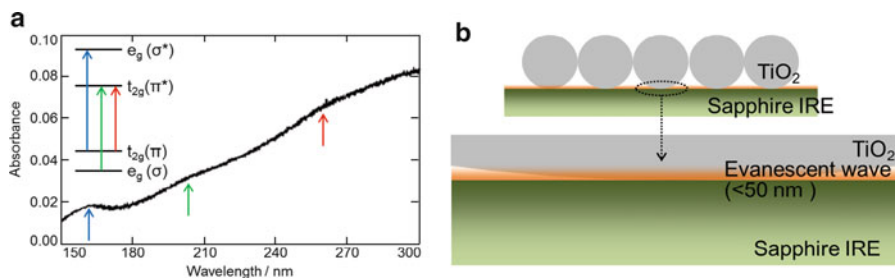 a
0.10
0.08
0.06
0.04
0.02
0.00
Absorbance
e_g (σ*)
t_2g(π*)
t_2g(π)
e_g (σ)
150 180 210 240 270 300
Wavelength / nm
b
TiO₂
Sapphire IRE
TiO₂
Evanescent wave
(<50 nm )
Sapphire IRE